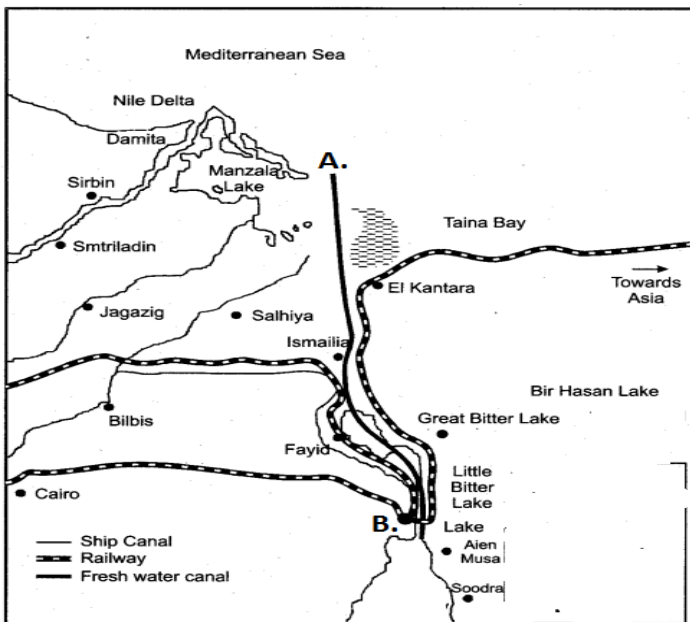 Mediterranean Sea
Nile Delta
Damita
A.
Manzala
Lake
Sirbin
Taina Bay
Smtriladin
El Kantara
Towards
Asia
Jagazig
Salhiya
Ismailia
Bir Hasan Lake
Bilbis
Great Bitter Lake
Fayid
Little
Bitter
Lake
Cairo
B.
Lake
Ship Canal
Aien
Musa
Railway
Fresh water canal
Soodra